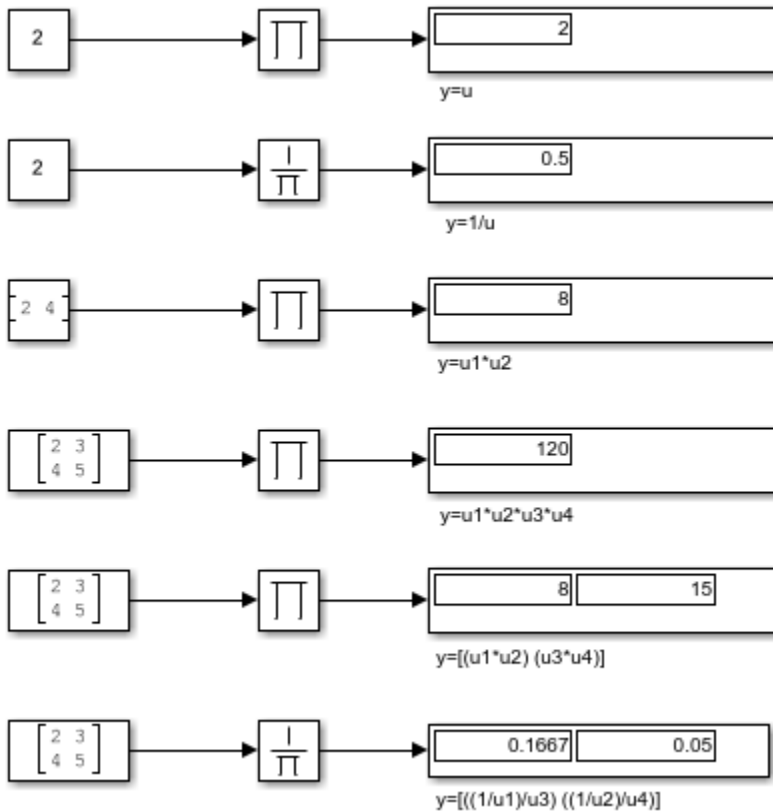 2 ∏ 2
y=u
2 1/∏ 0.5
y=1/u
[2 4] ∏ 8
y=u1*u2
2 3
4 5
∏ 120
y=u1*u2*u3*u4
2 3
4 5
∏ 8 15
y=[(u1*u2) (u3*u4)]
2 3
4 5
1/∏ 0.1667 0.05
y=[((1/u1)/u3) ((1/u2)/u4)]